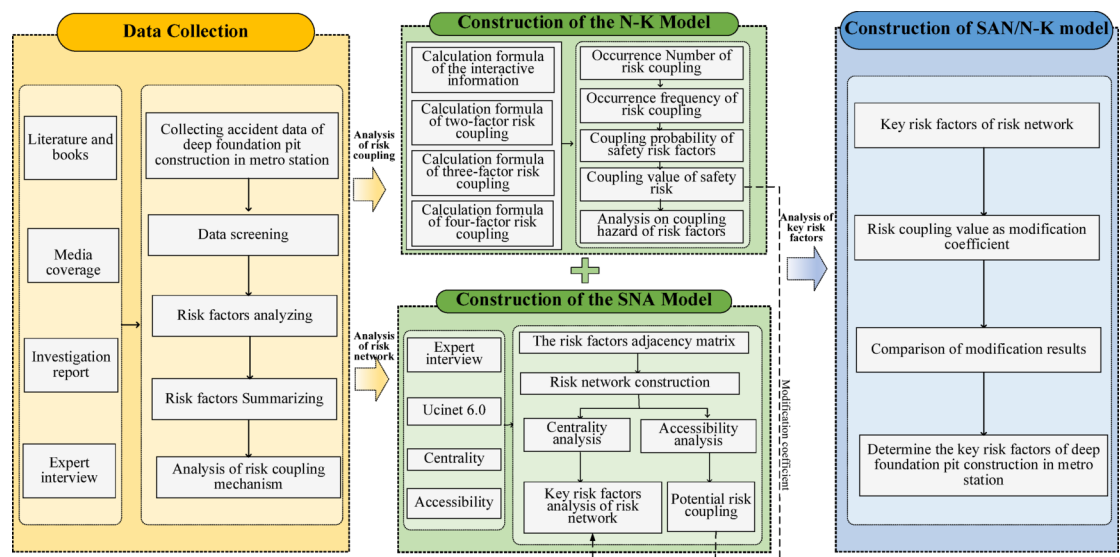 Data Collection
Literature and
books
Media
coverage
Investigation
report
Expert
interview
Collecting accident data of
deep foundation pit
construction in metro station
Data screening
Risk factors analyzing
Risk factors Summarizing
Analysis of risk coupling
mechanism
Analysis
of risk
coupling
Analysis
of risk
network
Construction of the N-K Model
Calculation formula
of the interactive
information
Calculation formula
of two-factor risk
coupling
Calculation formula
of three-factor risk
coupling
Calculation formula
of four-factor risk
coupling
Occurrence Number of
risk coupling
Occurrence frequency of
risk coupling
Coupling probability of
safety risk factors
Coupling value of safety
risk
Analysis on coupling
hazard of risk factors
Construction of the SNA Model
Expert
interview
Ucinet 6.0
Centrality
Accessibility
The risk factors adjacency matrix
Risk network construction
Centrality
analysis
Accessibility
analysis
Key risk factors
analysis of risk
network
Potential risk
coupling
Modification coefficient
Analysis of
key risk
factors
Construction of SAN/N-K model
Key risk factors of risk network
Risk coupling value as modification
coefficient
Comparison of modification results
Determine the key risk factors of deep
foundation pit construction in metro
station